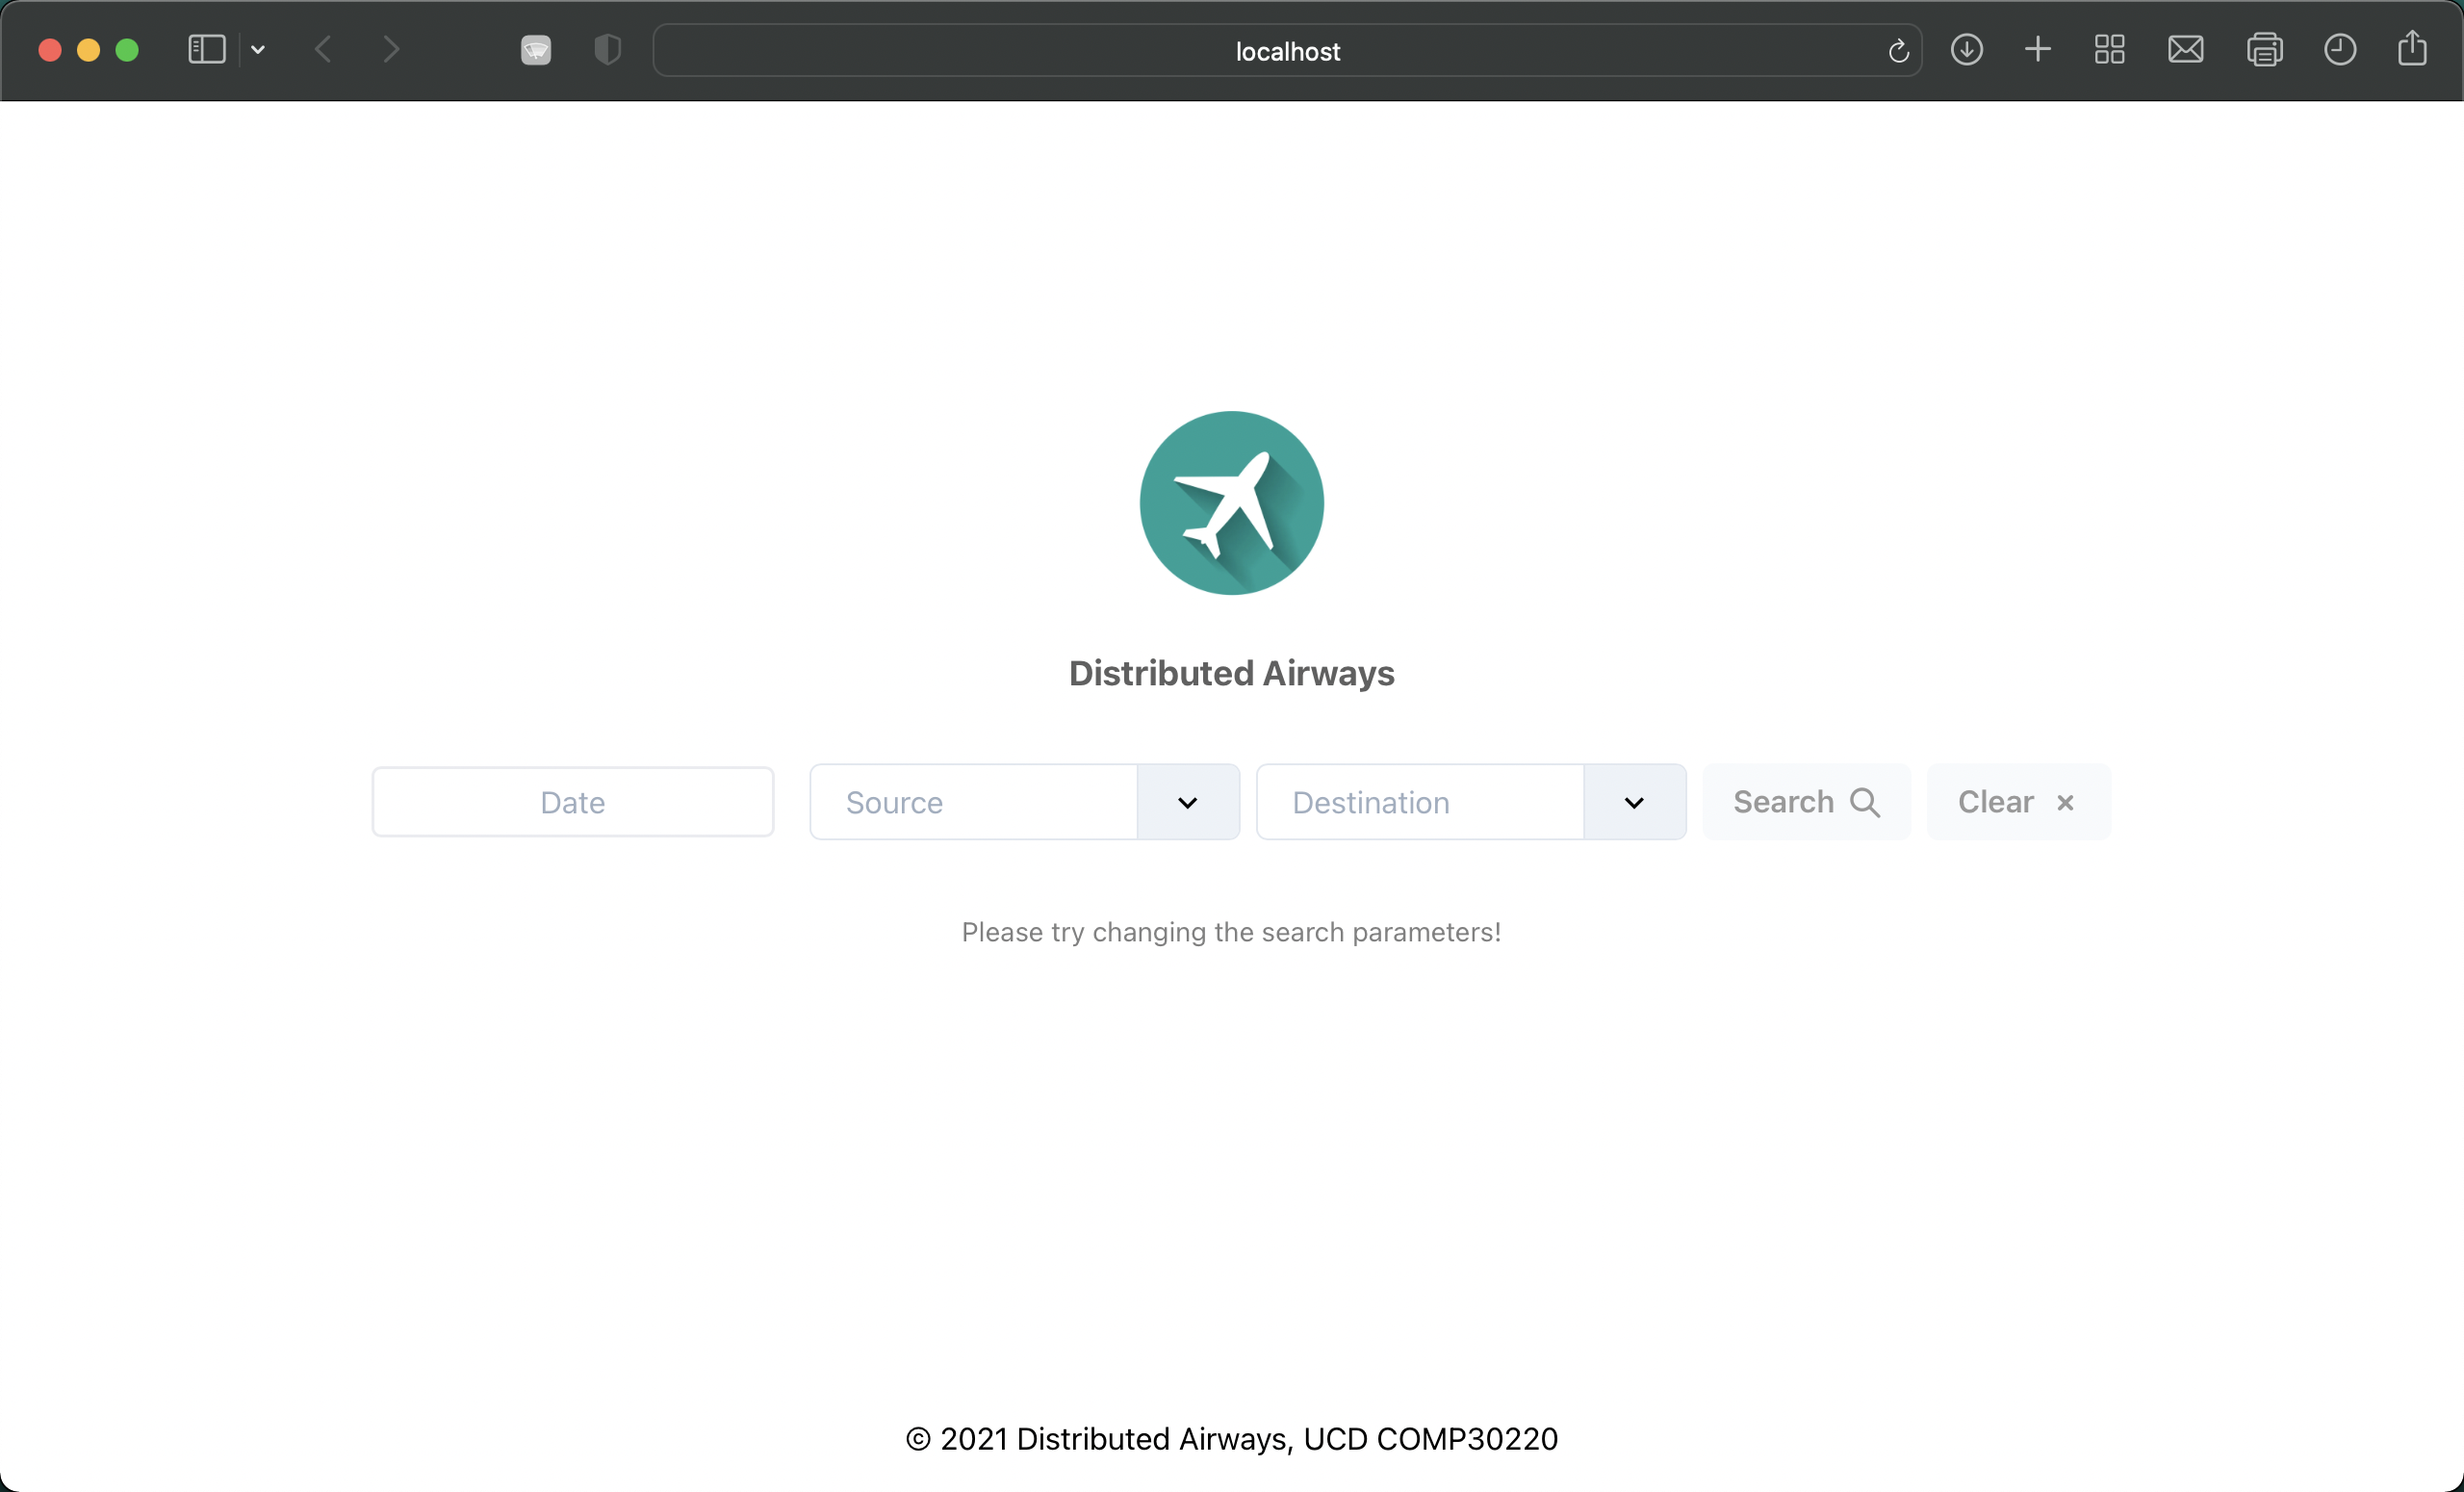 localhost
Distributed Airways
Date Source Destination Search Clear
Please try changing the search parameters!
© 2021 Distributed Airways, UCD COMP30220